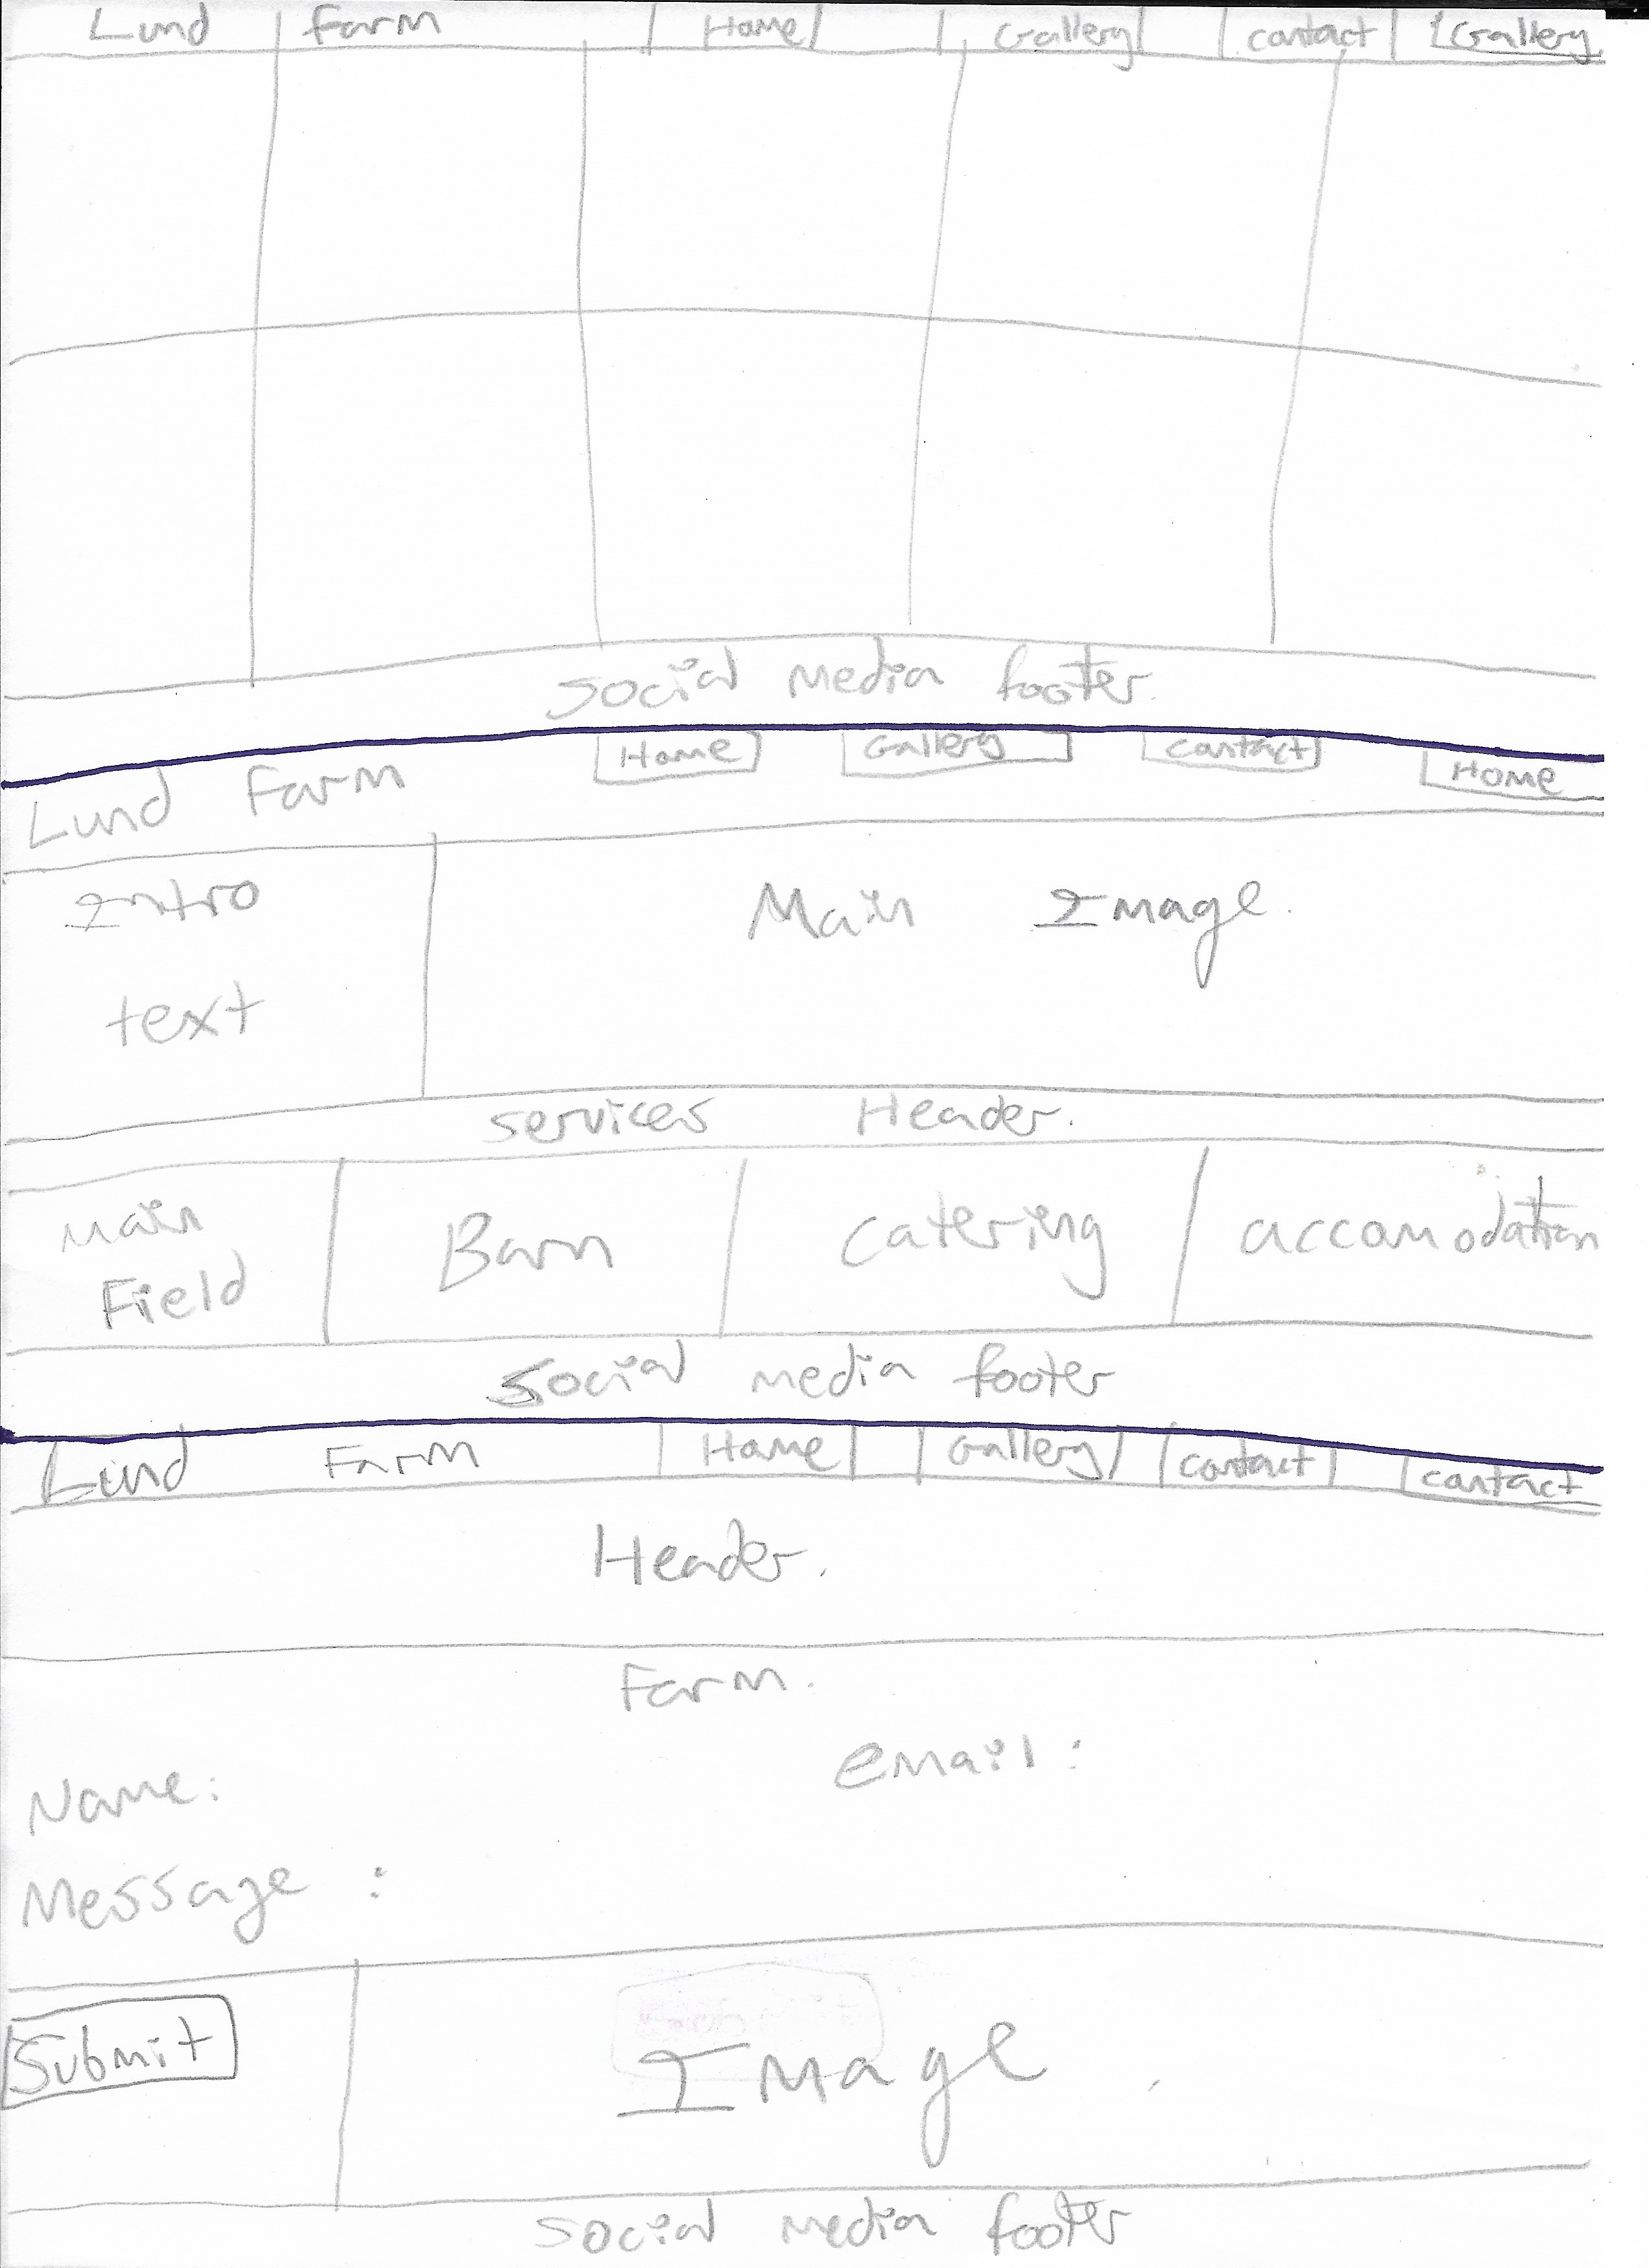 Lund Farm Home Gallery contact Gallery
social media footer.
Lund Farm Home Gallery contact Home
Intro
text
Main Image.
services Header.
Main
Field
Barn
catering
accomodation
social media footer
Lund Farm Home Gallery contact contact
Header.
Form.
Name:
email:
Message :
Submit
Image
social media footer